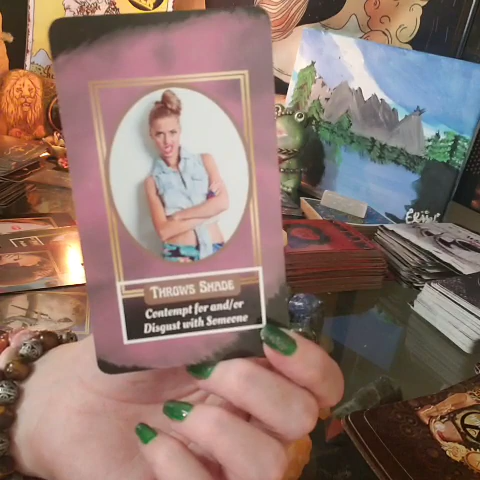 THROWS SHADE
Contempt for and/or
Disgust with Someone